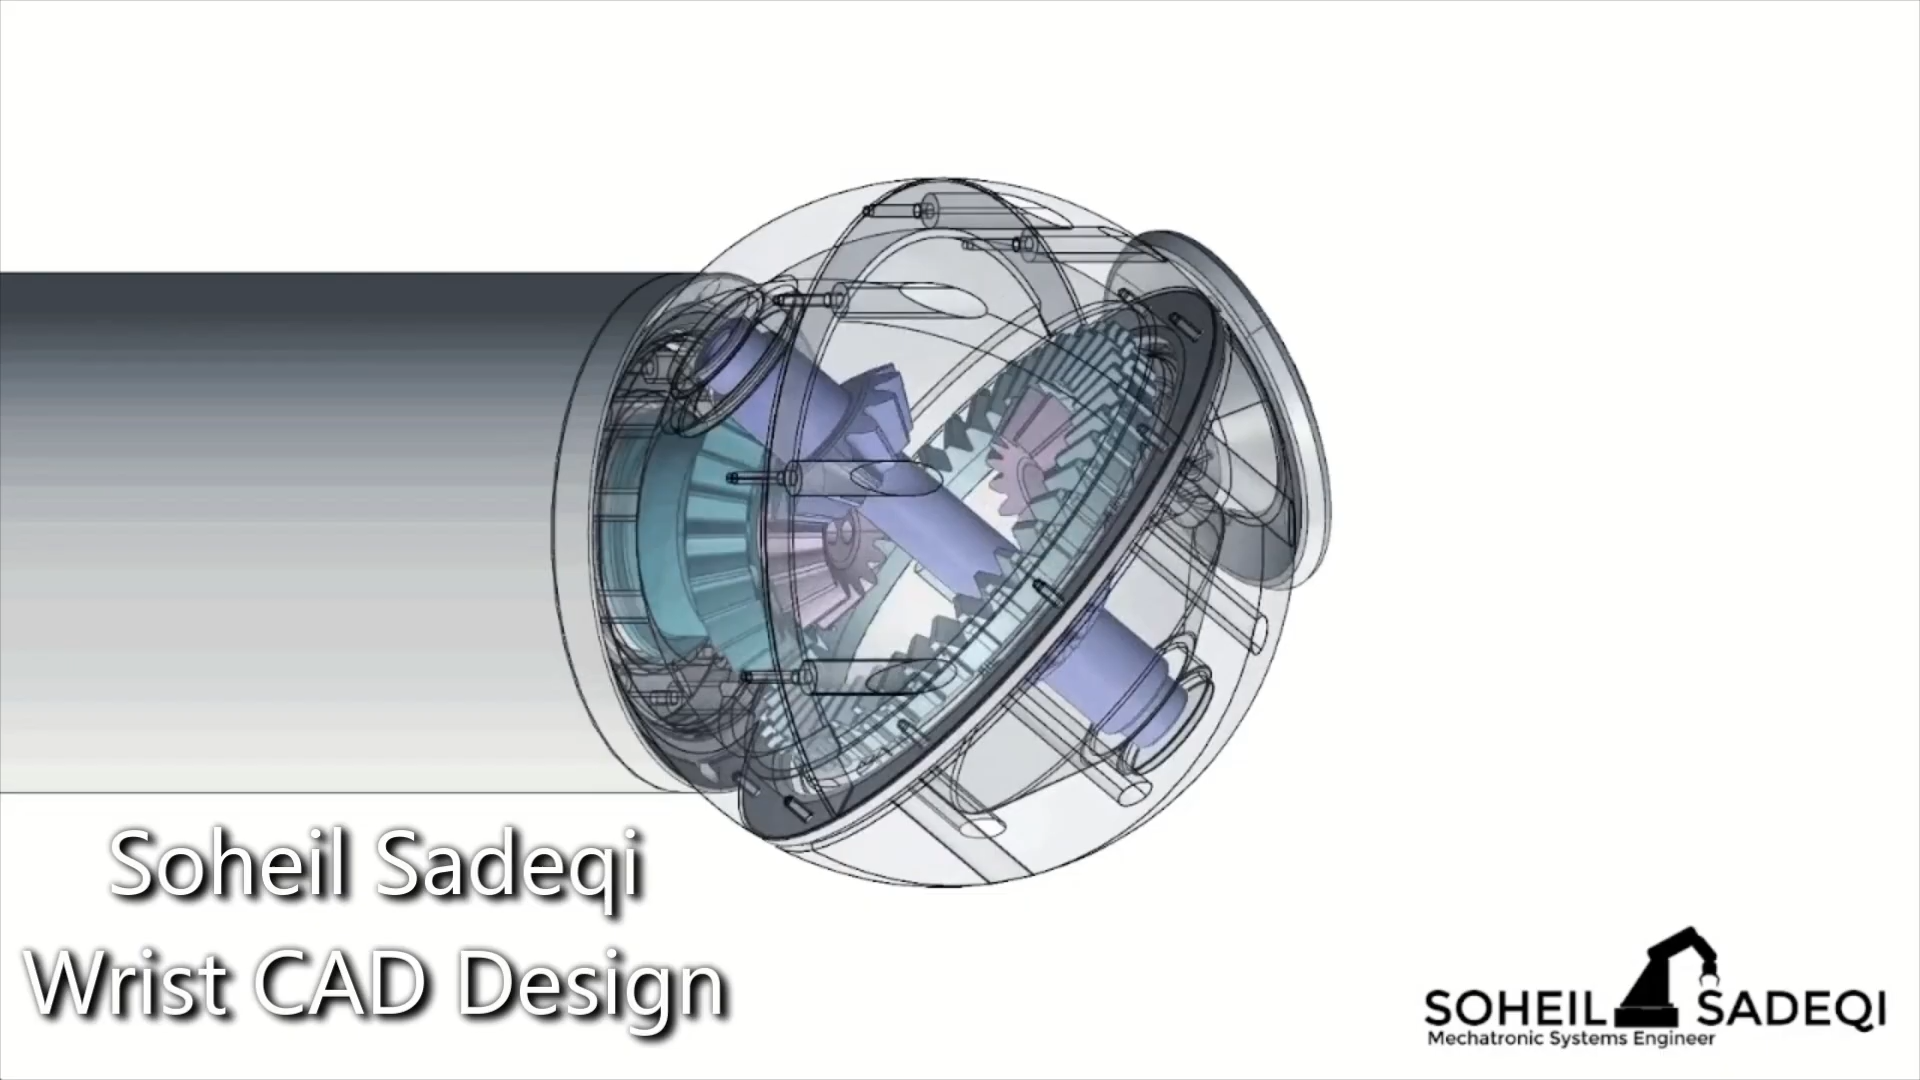 Soheil Sadeqi
Wrist CAD Design
SOHEIL SADEQI
Mechatronic Systems Engineer